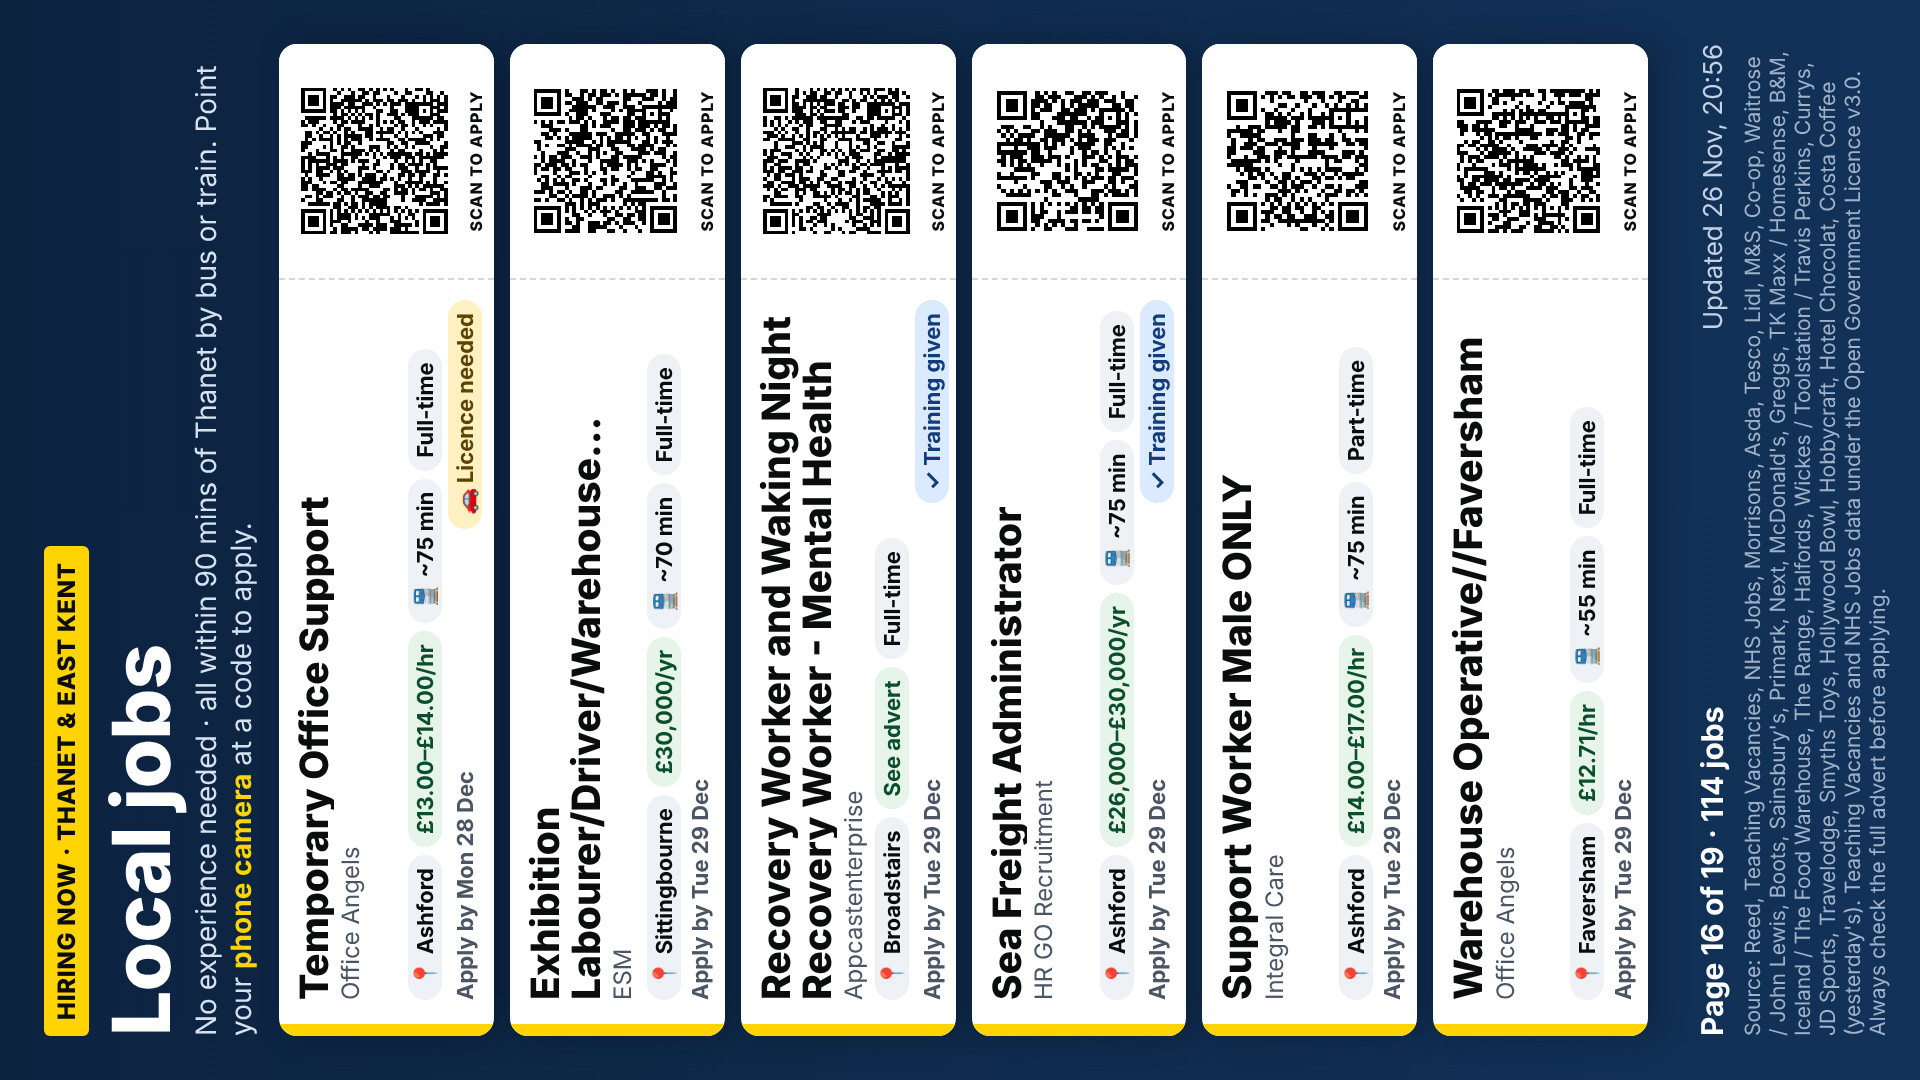 HIRING NOW · THANET & EAST KENT
Local jobs
No experience needed · all within 90 mins of Thanet by bus or train. Point
your phone camera at a code to apply.
Temporary Office Support
Office Angels
📍 Ashford
£13.00–£14.00/hr
🚆 ~75 min
Full-time
Apply by Mon 28 Dec
🚗 Licence needed
SCAN TO APPLY
Exhibition
Labourer/Driver/Warehouse…
ESM
📍 Sittingbourne
£30,000/yr
🚆 ~70 min
Full-time
Apply by Tue 29 Dec
SCAN TO APPLY
Recovery Worker and Waking Night
Recovery Worker - Mental Health
Appcastenterprise
📍 Broadstairs
See advert
Full-time
Apply by Tue 29 Dec
✓ Training given
SCAN TO APPLY
Sea Freight Administrator
HR GO Recruitment
📍 Ashford
£26,000–£30,000/yr
🚆 ~75 min
Full-time
Apply by Tue 29 Dec
✓ Training given
SCAN TO APPLY
Support Worker Male ONLY
Integral Care
📍 Ashford
£14.00–£17.00/hr
🚆 ~75 min
Part-time
Apply by Tue 29 Dec
SCAN TO APPLY
Warehouse Operative//Faversham
Office Angels
📍 Faversham
£12.71/hr
🚆 ~55 min
Full-time
Apply by Tue 29 Dec
SCAN TO APPLY
Page 16 of 19 · 114 jobs
Updated 26 Nov, 20:56
Source: Reed, Teaching Vacancies, NHS Jobs, Morrisons, Asda, Tesco, Lidl, M&S, Co-op, Waitrose
/ John Lewis, Boots, Sainsbury's, Primark, Next, McDonald's, Greggs, TK Maxx / Homesense, B&M,
Iceland / The Food Warehouse, The Range, Halfords, Wickes / Toolstation / Travis Perkins, Currys,
JD Sports, Travelodge, Smyths Toys, Hollywood Bowl, Hobbycraft, Hotel Chocolat, Costa Coffee
(yesterday's). Teaching Vacancies and NHS Jobs data under the Open Government Licence v3.0.
Always check the full advert before applying.